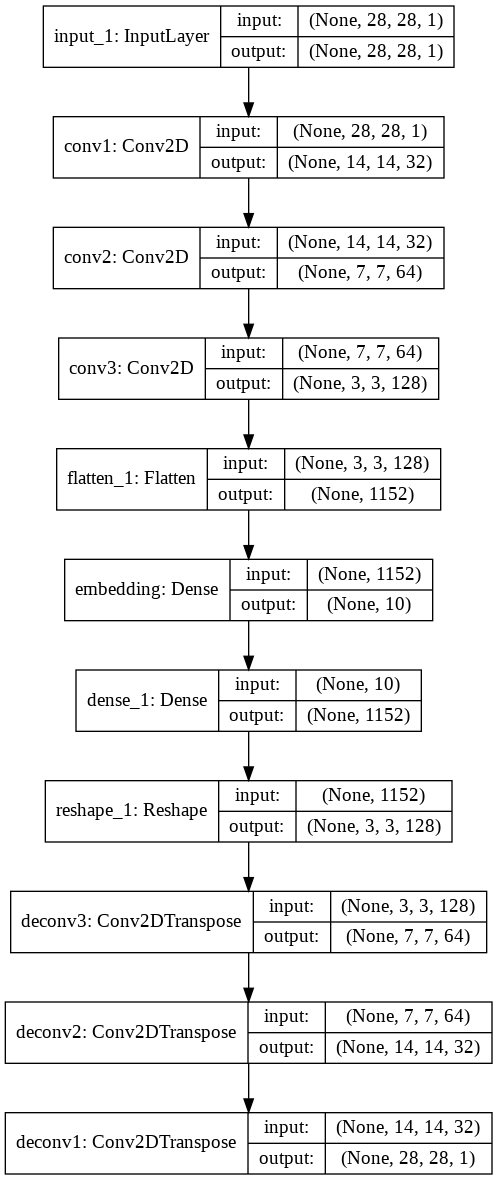 input_1: InputLayer
input: (None, 28, 28, 1)
output: (None, 28, 28, 1)
conv1: Conv2D
input: (None, 28, 28, 1)
output: (None, 14, 14, 32)
conv2: Conv2D
input: (None, 14, 14, 32)
output: (None, 7, 7, 64)
conv3: Conv2D
input: (None, 7, 7, 64)
output: (None, 3, 3, 128)
flatten_1: Flatten
input: (None, 3, 3, 128)
output: (None, 1152)
embedding: Dense
input: (None, 1152)
output: (None, 10)
dense_1: Dense
input: (None, 10)
output: (None, 1152)
reshape_1: Reshape
input: (None, 1152)
output: (None, 3, 3, 128)
deconv3: Conv2DTranspose
input: (None, 3, 3, 128)
output: (None, 7, 7, 64)
deconv2: Conv2DTranspose
input: (None, 7, 7, 64)
output: (None, 14, 14, 32)
deconv1: Conv2DTranspose
input: (None, 14, 14, 32)
output: (None, 28, 28, 1)